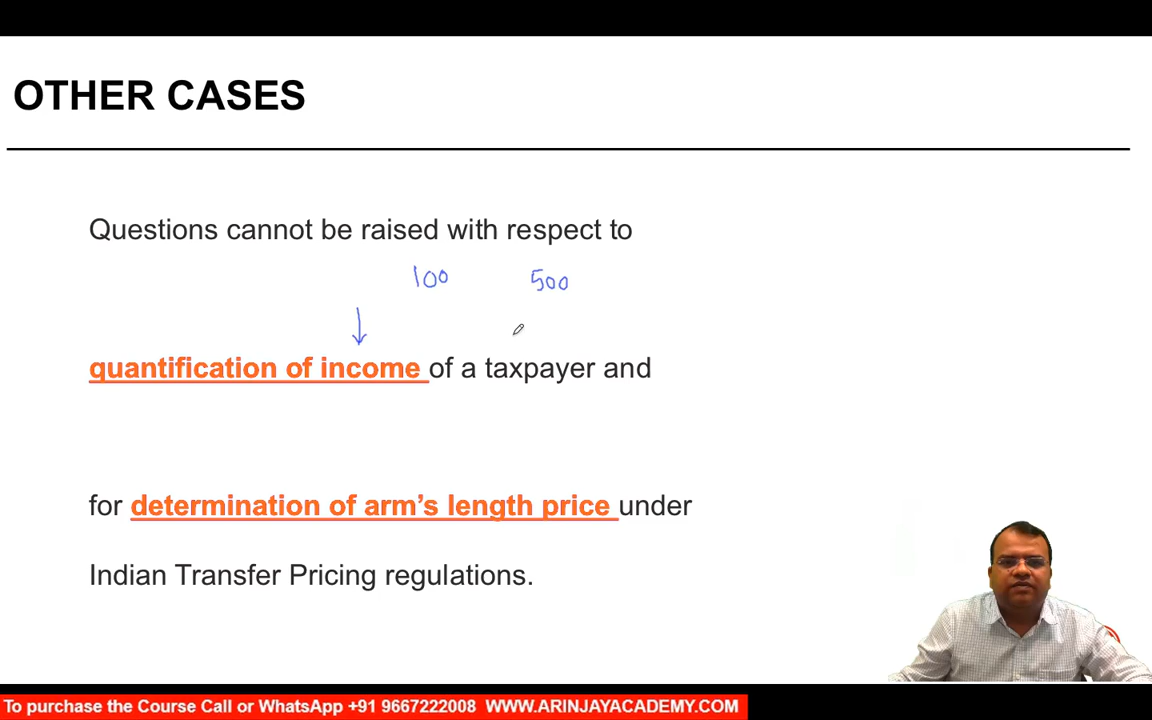 OTHER CASES
Questions cannot be raised with respect to
100 500
quantification of income of a taxpayer and
for determination of arm’s length price under
Indian Transfer Pricing regulations.
To purchase the Course Call or WhatsApp +91 9667222008 WWW.ARINJAYACADEMY.COM